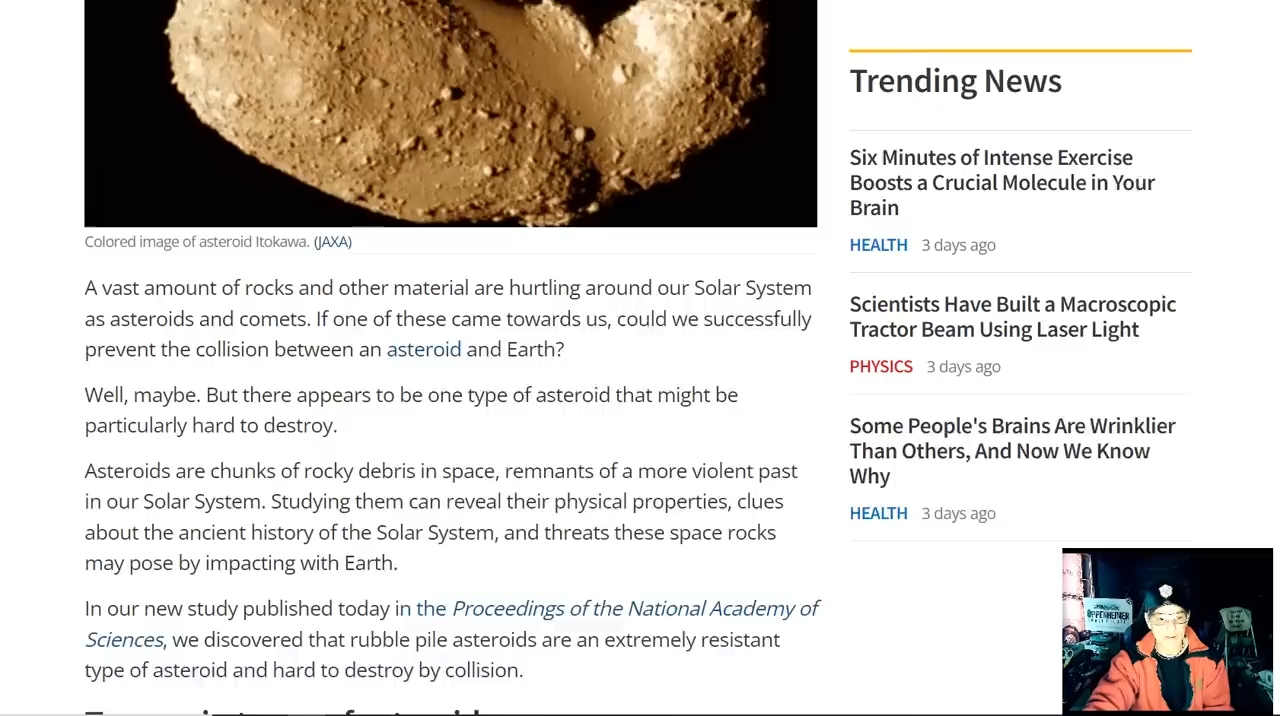 Colored image of asteroid Itokawa. (JAXA)
A vast amount of rocks and other material are hurtling around our Solar System
as asteroids and comets. If one of these came towards us, could we successfully
prevent the collision between an asteroid and Earth?
Well, maybe. But there appears to be one type of asteroid that might be
particularly hard to destroy.
Asteroids are chunks of rocky debris in space, remnants of a more violent past
in our Solar System. Studying them can reveal their physical properties, clues
about the ancient history of the Solar System, and threats these space rocks
may pose by impacting with Earth.
In our new study published today in the Proceedings of the National Academy of
Sciences, we discovered that rubble pile asteroids are an extremely resistant
type of asteroid and hard to destroy by collision.
Trending News
Six Minutes of Intense Exercise
Boosts a Crucial Molecule in Your
Brain
HEALTH 3 days ago
Scientists Have Built a Macroscopic
Tractor Beam Using Laser Light
PHYSICS 3 days ago
Some People's Brains Are Wrinklier
Than Others, And Now We Know
Why
HEALTH 3 days ago
OPPENHEIMER